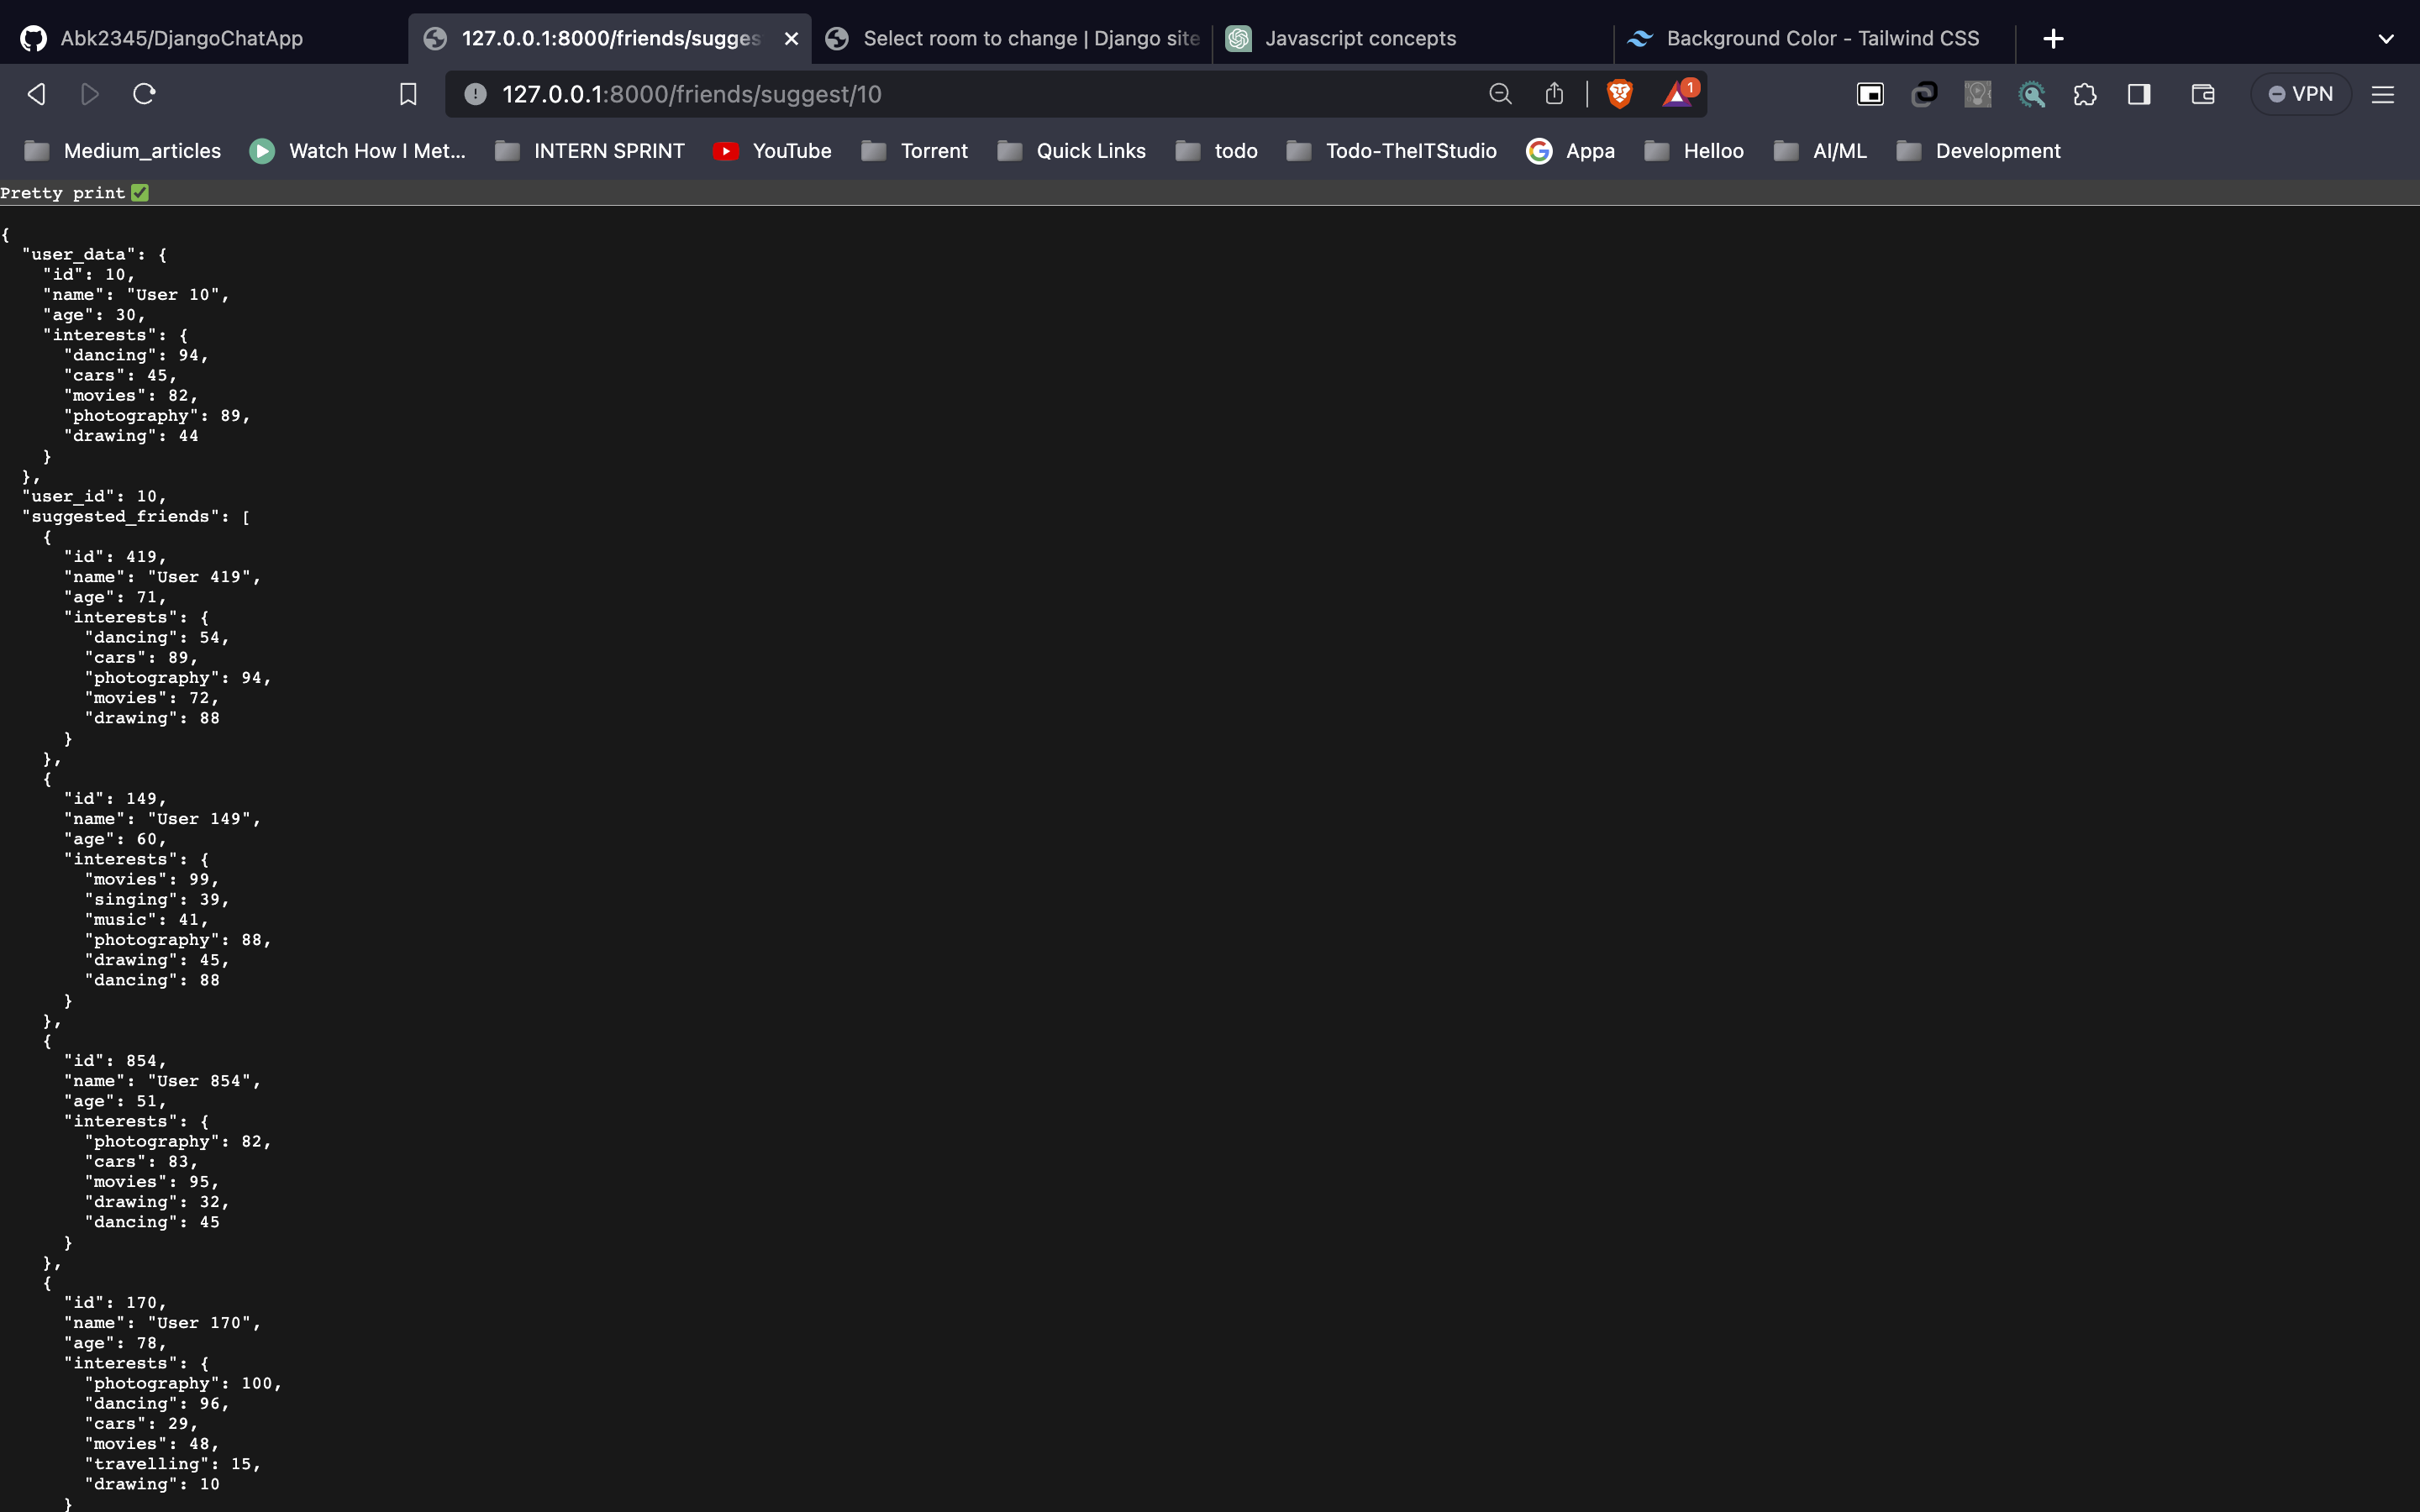 Abk2345/DjangoChatApp
127.0.0.1:8000/friends/sugges
Select room to change | Django site
Javascript concepts
Background Color - Tailwind CSS
127.0.0.1:8000/friends/suggest/10
1
VPN
Medium_articles
Watch How I Met...
INTERN SPRINT
YouTube
Torrent
Quick Links
todo
Todo-TheITStudio
Appa
Helloo
AI/ML
Development
Pretty print
{
"user_data": {
"id": 10,
"name": "User 10",
"age": 30,
"interests": {
"dancing": 94,
"cars": 45,
"movies": 82,
"photography": 89,
"drawing": 44
}
},
"user_id": 10,
"suggested_friends": [
{
"id": 419,
"name": "User 419",
"age": 71,
"interests": {
"dancing": 54,
"cars": 89,
"photography": 94,
"movies": 72,
"drawing": 88
}
},
{
"id": 149,
"name": "User 149",
"age": 60,
"interests": {
"movies": 99,
"singing": 39,
"music": 41,
"photography": 88,
"drawing": 45,
"dancing": 88
}
},
{
"id": 854,
"name": "User 854",
"age": 51,
"interests": {
"photography": 82,
"cars": 83,
"movies": 95,
"drawing": 32,
"dancing": 45
}
},
{
"id": 170,
"name": "User 170",
"age": 78,
"interests": {
"photography": 100,
"dancing": 96,
"cars": 29,
"movies": 48,
"travelling": 15,
"drawing": 10
}